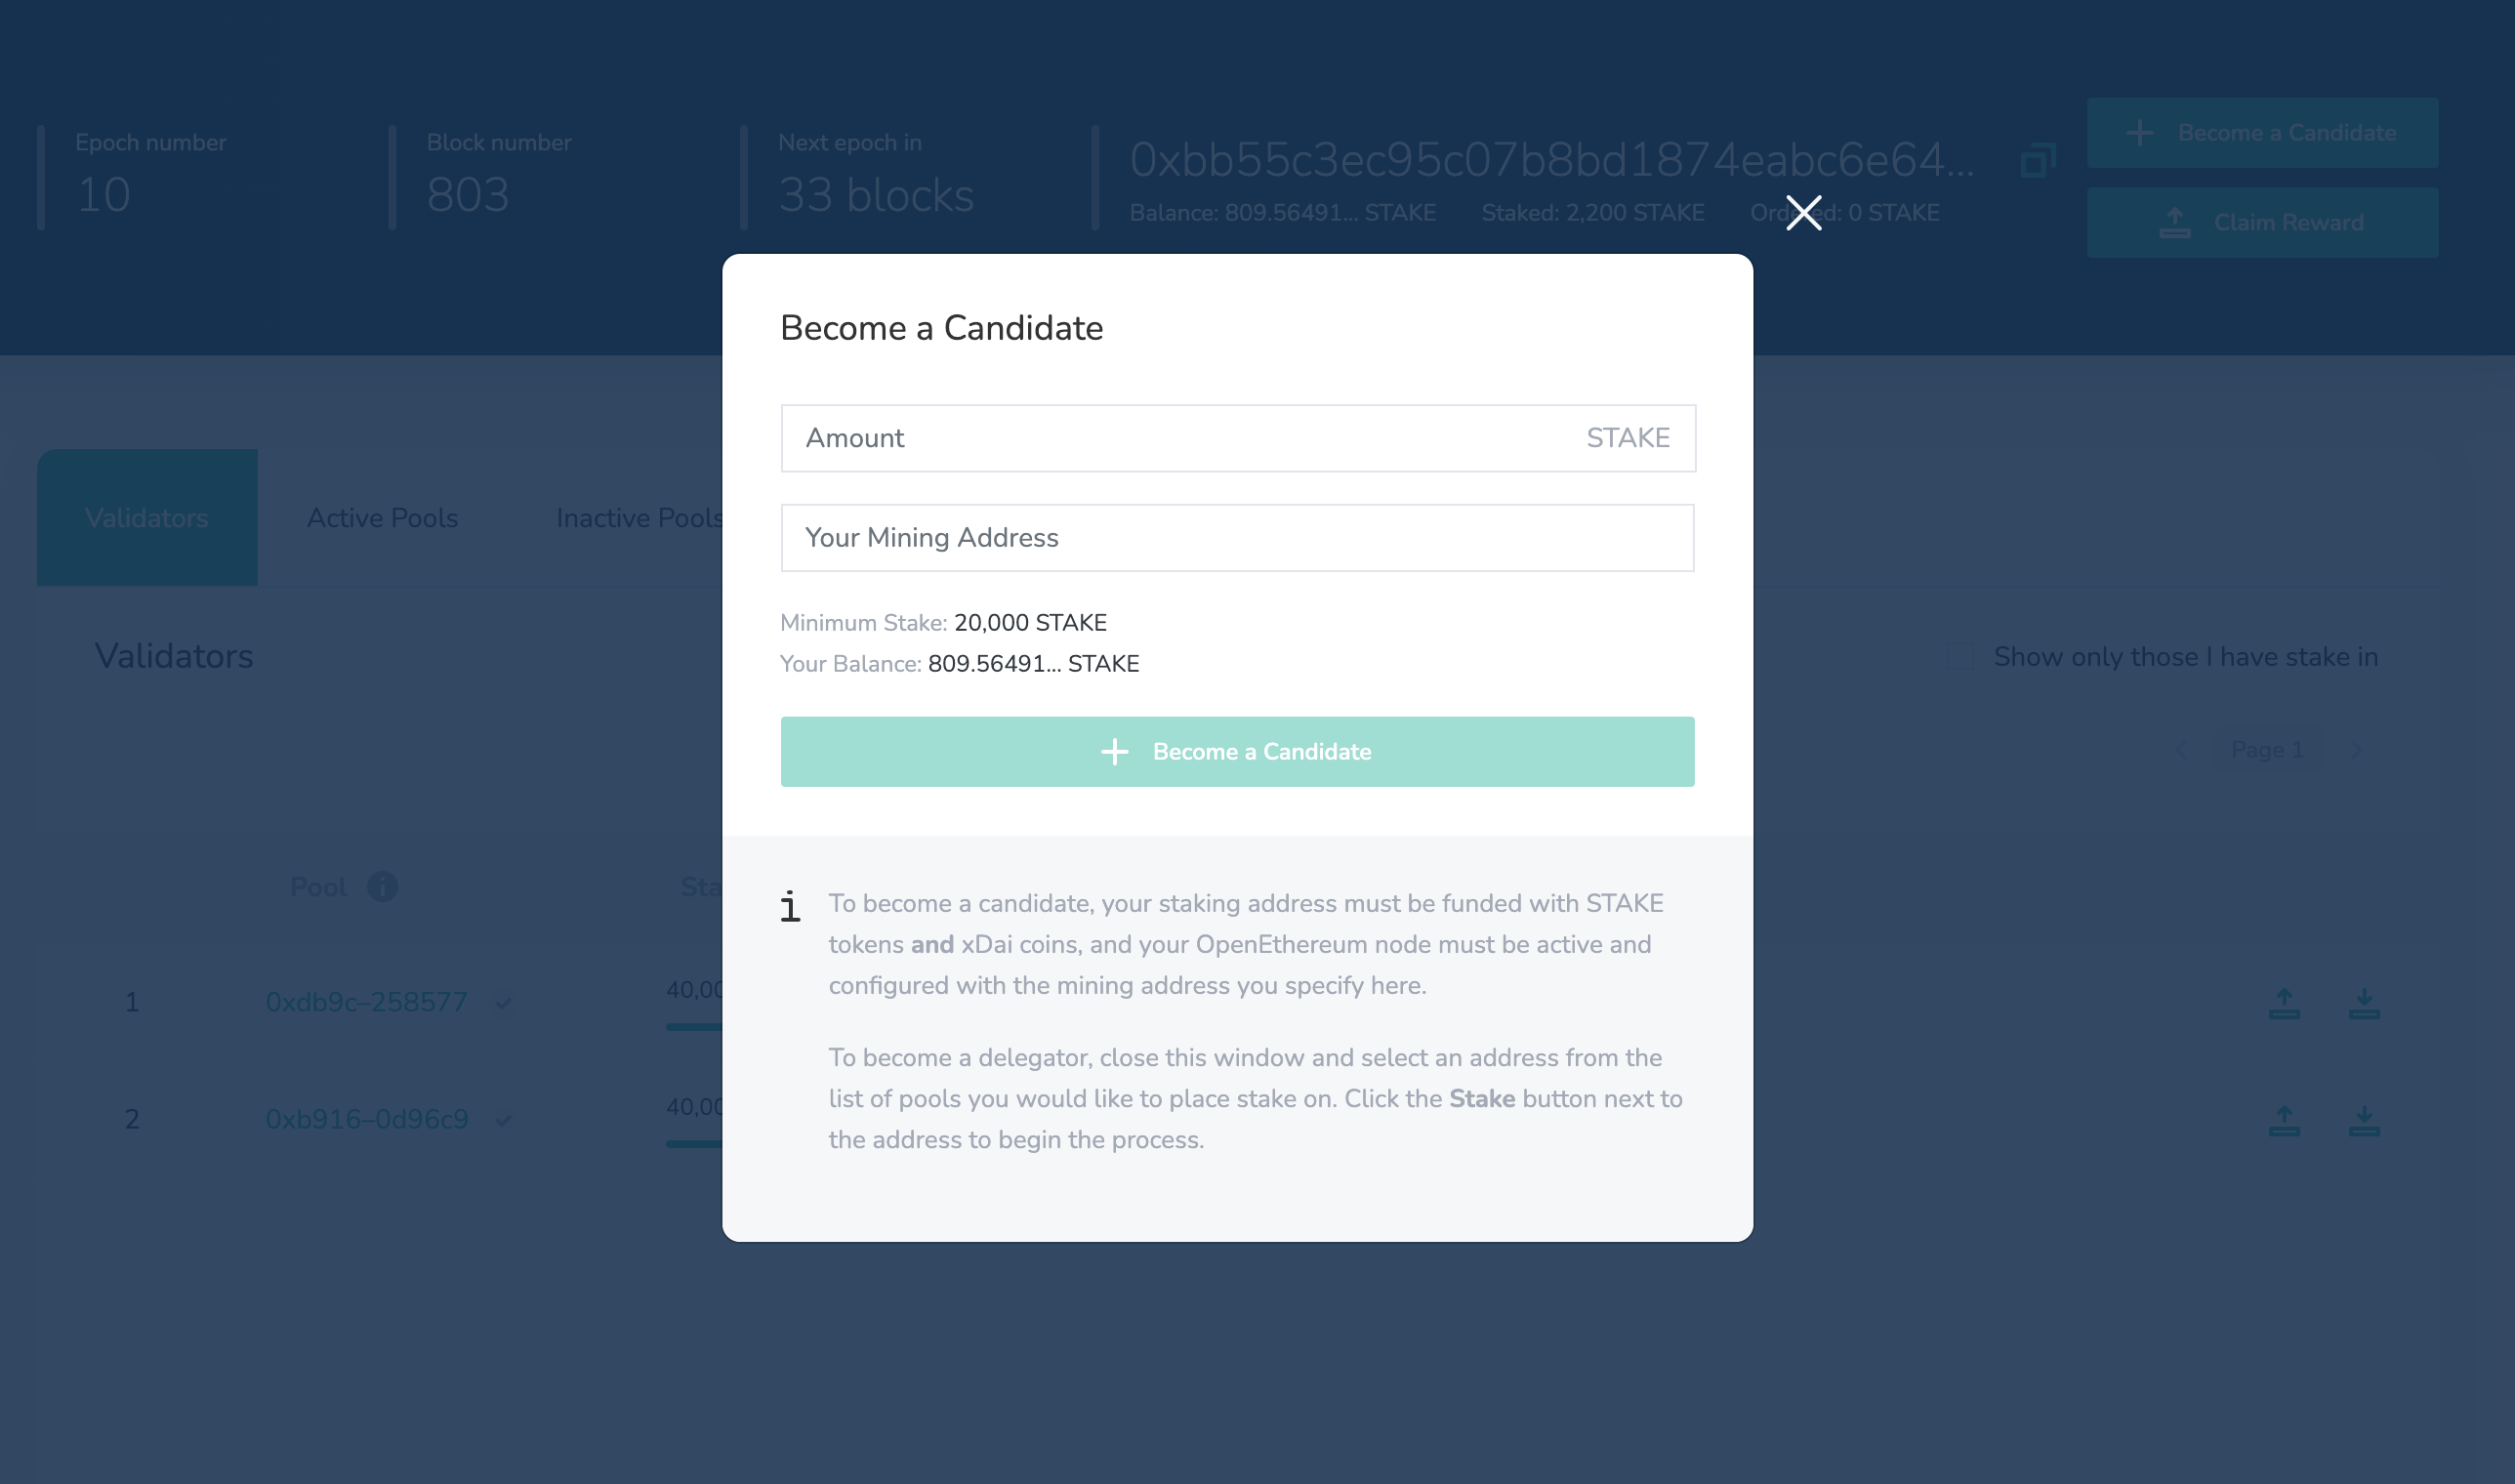 Epoch number
10
Block number
803
Next epoch in
33 blocks
0xbb55c3ec95c07b8bd1874eabc6e64...
Balance: 809.56491... STAKE
Staked: 2,200 STAKE
Ordered: 0 STAKE
Become a Candidate
Claim Reward
Become a Candidate
Amount
STAKE
Your Mining Address
Minimum Stake: 20,000 STAKE
Your Balance: 809.56491... STAKE
Become a Candidate
To become a candidate, your staking address must be funded with STAKE
tokens and xDai coins, and your OpenEthereum node must be active and
configured with the mining address you specify here.
To become a delegator, close this window and select an address from the
list of pools you would like to place stake on. Click the Stake button next to
the address to begin the process.
Validators
Active Pools
Inactive Pools
Validators
Show only those I have stake in
Page 1
Pool
Sta
1
0xdb9c–258577
40,00
2
0xb916–0d96c9
40,00